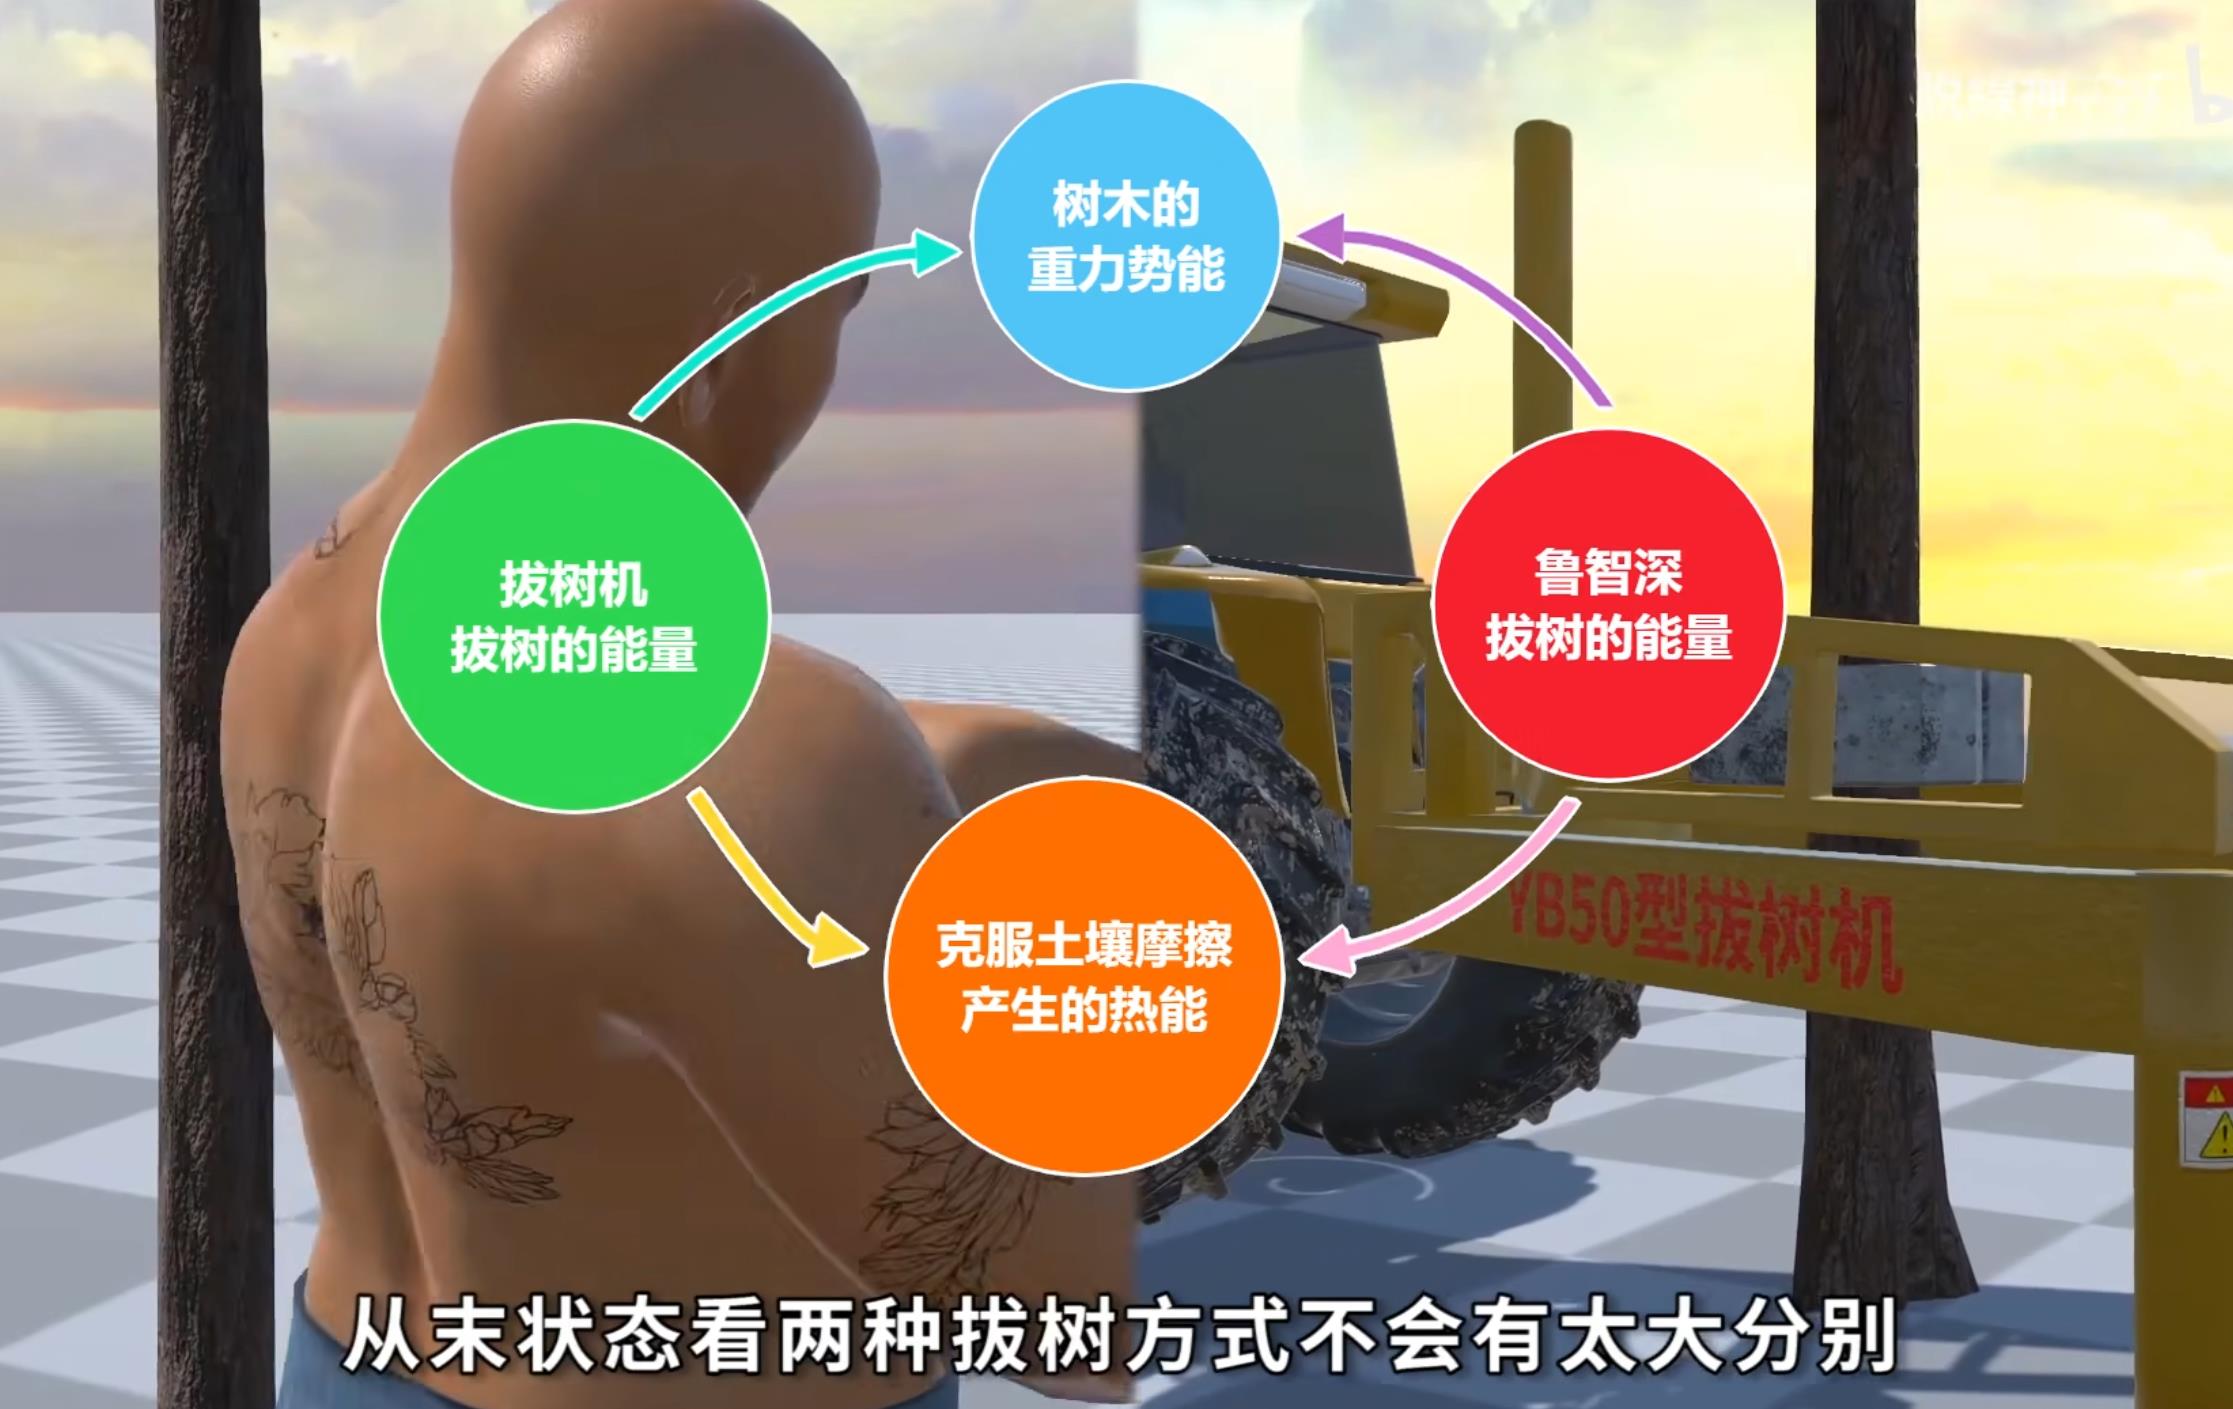 树木的
重力势能
拔树机
拔树的能量
鲁智深
拔树的能量
克服土壤摩擦
产生的热能
YB50型拔树机
从末状态看两种拔树方式不会有太大分别